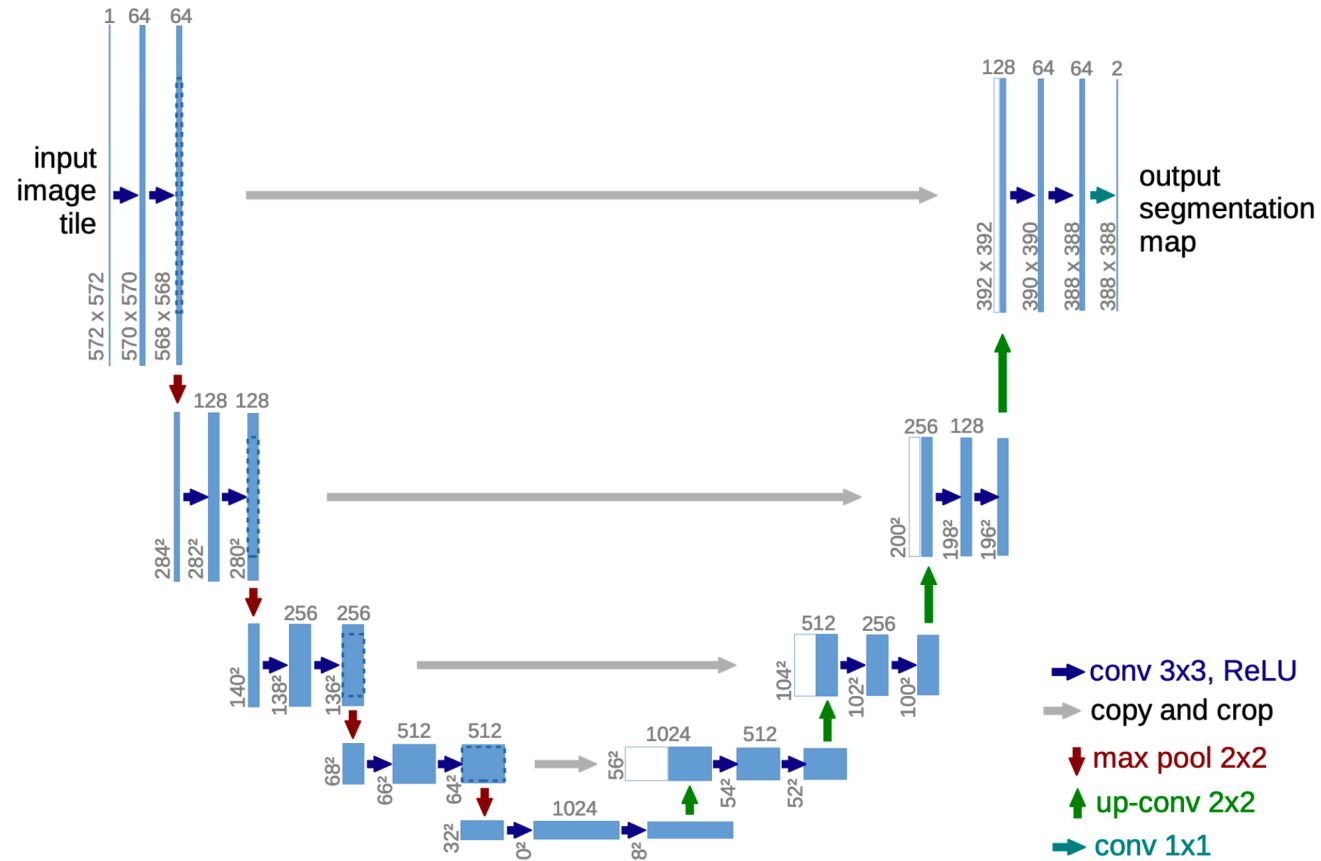 1 64 64
128 64 64 2
input
image
tile
output
segmentation
map
572 x 572
570 x 570
568 x 568
392 x 392
390 x 390
388 x 388
388 x 388
128 128
256 128
284²
282²
280²
200²
198²
196²
256 256
512 256
140²
138²
136²
104²
102²
100²
512 512
1024 512
68²
66²
64²
56²
54²
52²
1024
32²
conv 3x3, ReLU
copy and crop
max pool 2x2
up-conv 2x2
conv 1x1